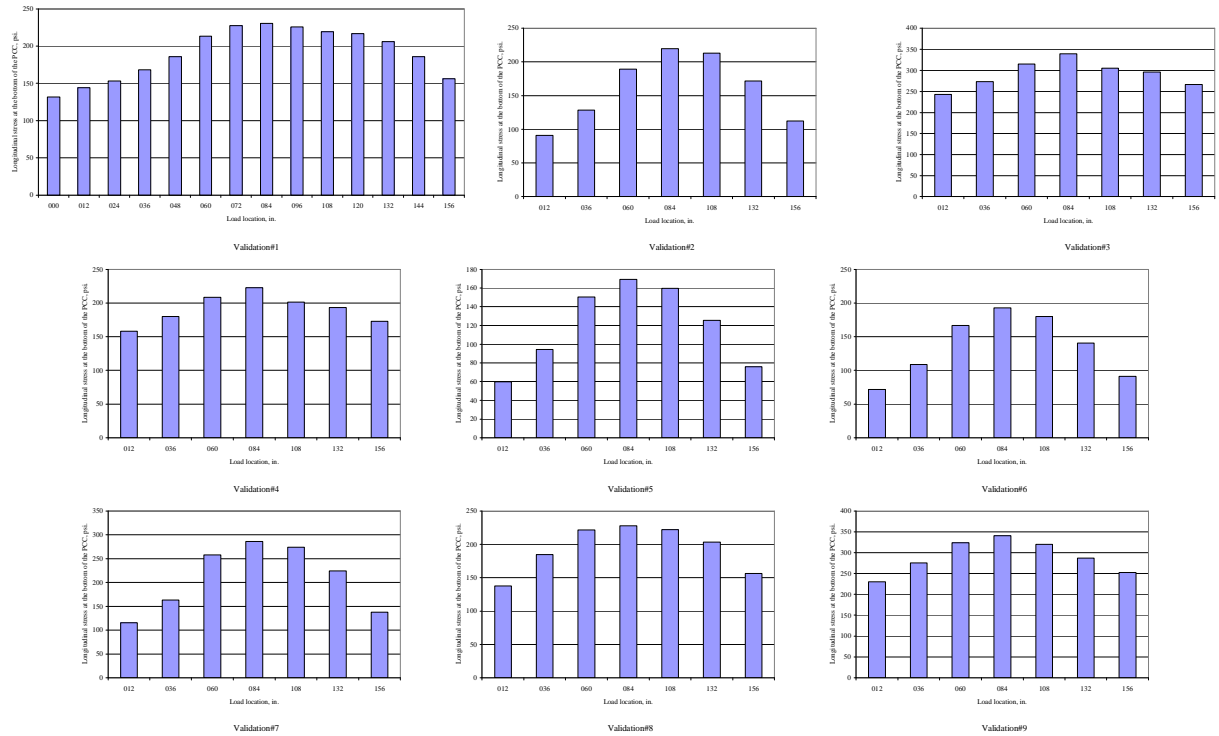 Longitudinal stress at the bottom of the PCC, psi.
250
200
150
100
50
0
000 012 024 036 048 060 072 084 096 108 120 132 144 156
Load location, in.
Validation#1
Longitudinal stress at the bottom of the PCC, psi.
250
200
150
100
50
0
012 036 060 084 108 132 156
Load location, in.
Validation#2
Longitudinal stress at the bottom of the PCC, psi.
400
350
300
250
200
150
100
50
0
012 036 060 084 108 132 156
Load location, in.
Validation#3
Longitudinal stress at the bottom of the PCC, psi.
250
200
150
100
50
0
012 036 060 084 108 132 156
Load location, in.
Validation#4
Longitudinal stress at the bottom of the PCC, psi.
180
160
140
120
100
80
60
40
20
0
012 036 060 084 108 132 156
Load location, in.
Validation#5
Longitudinal stress at the bottom of the PCC, psi.
250
200
150
100
50
0
012 036 060 084 108 132 156
Load location, in.
Validation#6
Longitudinal stress at the bottom of the PCC, psi.
350
300
250
200
150
100
50
0
012 036 060 084 108 132 156
Load location, in.
Validation#7
Longitudinal stress at the bottom of the PCC, psi.
250
200
150
100
50
0
012 036 060 084 108 132 156
Load location, in.
Validation#8
Longitudinal stress at the bottom of the PCC, psi.
400
350
300
250
200
150
100
50
0
012 036 060 084 108 132 156
Load location, in.
Validation#9